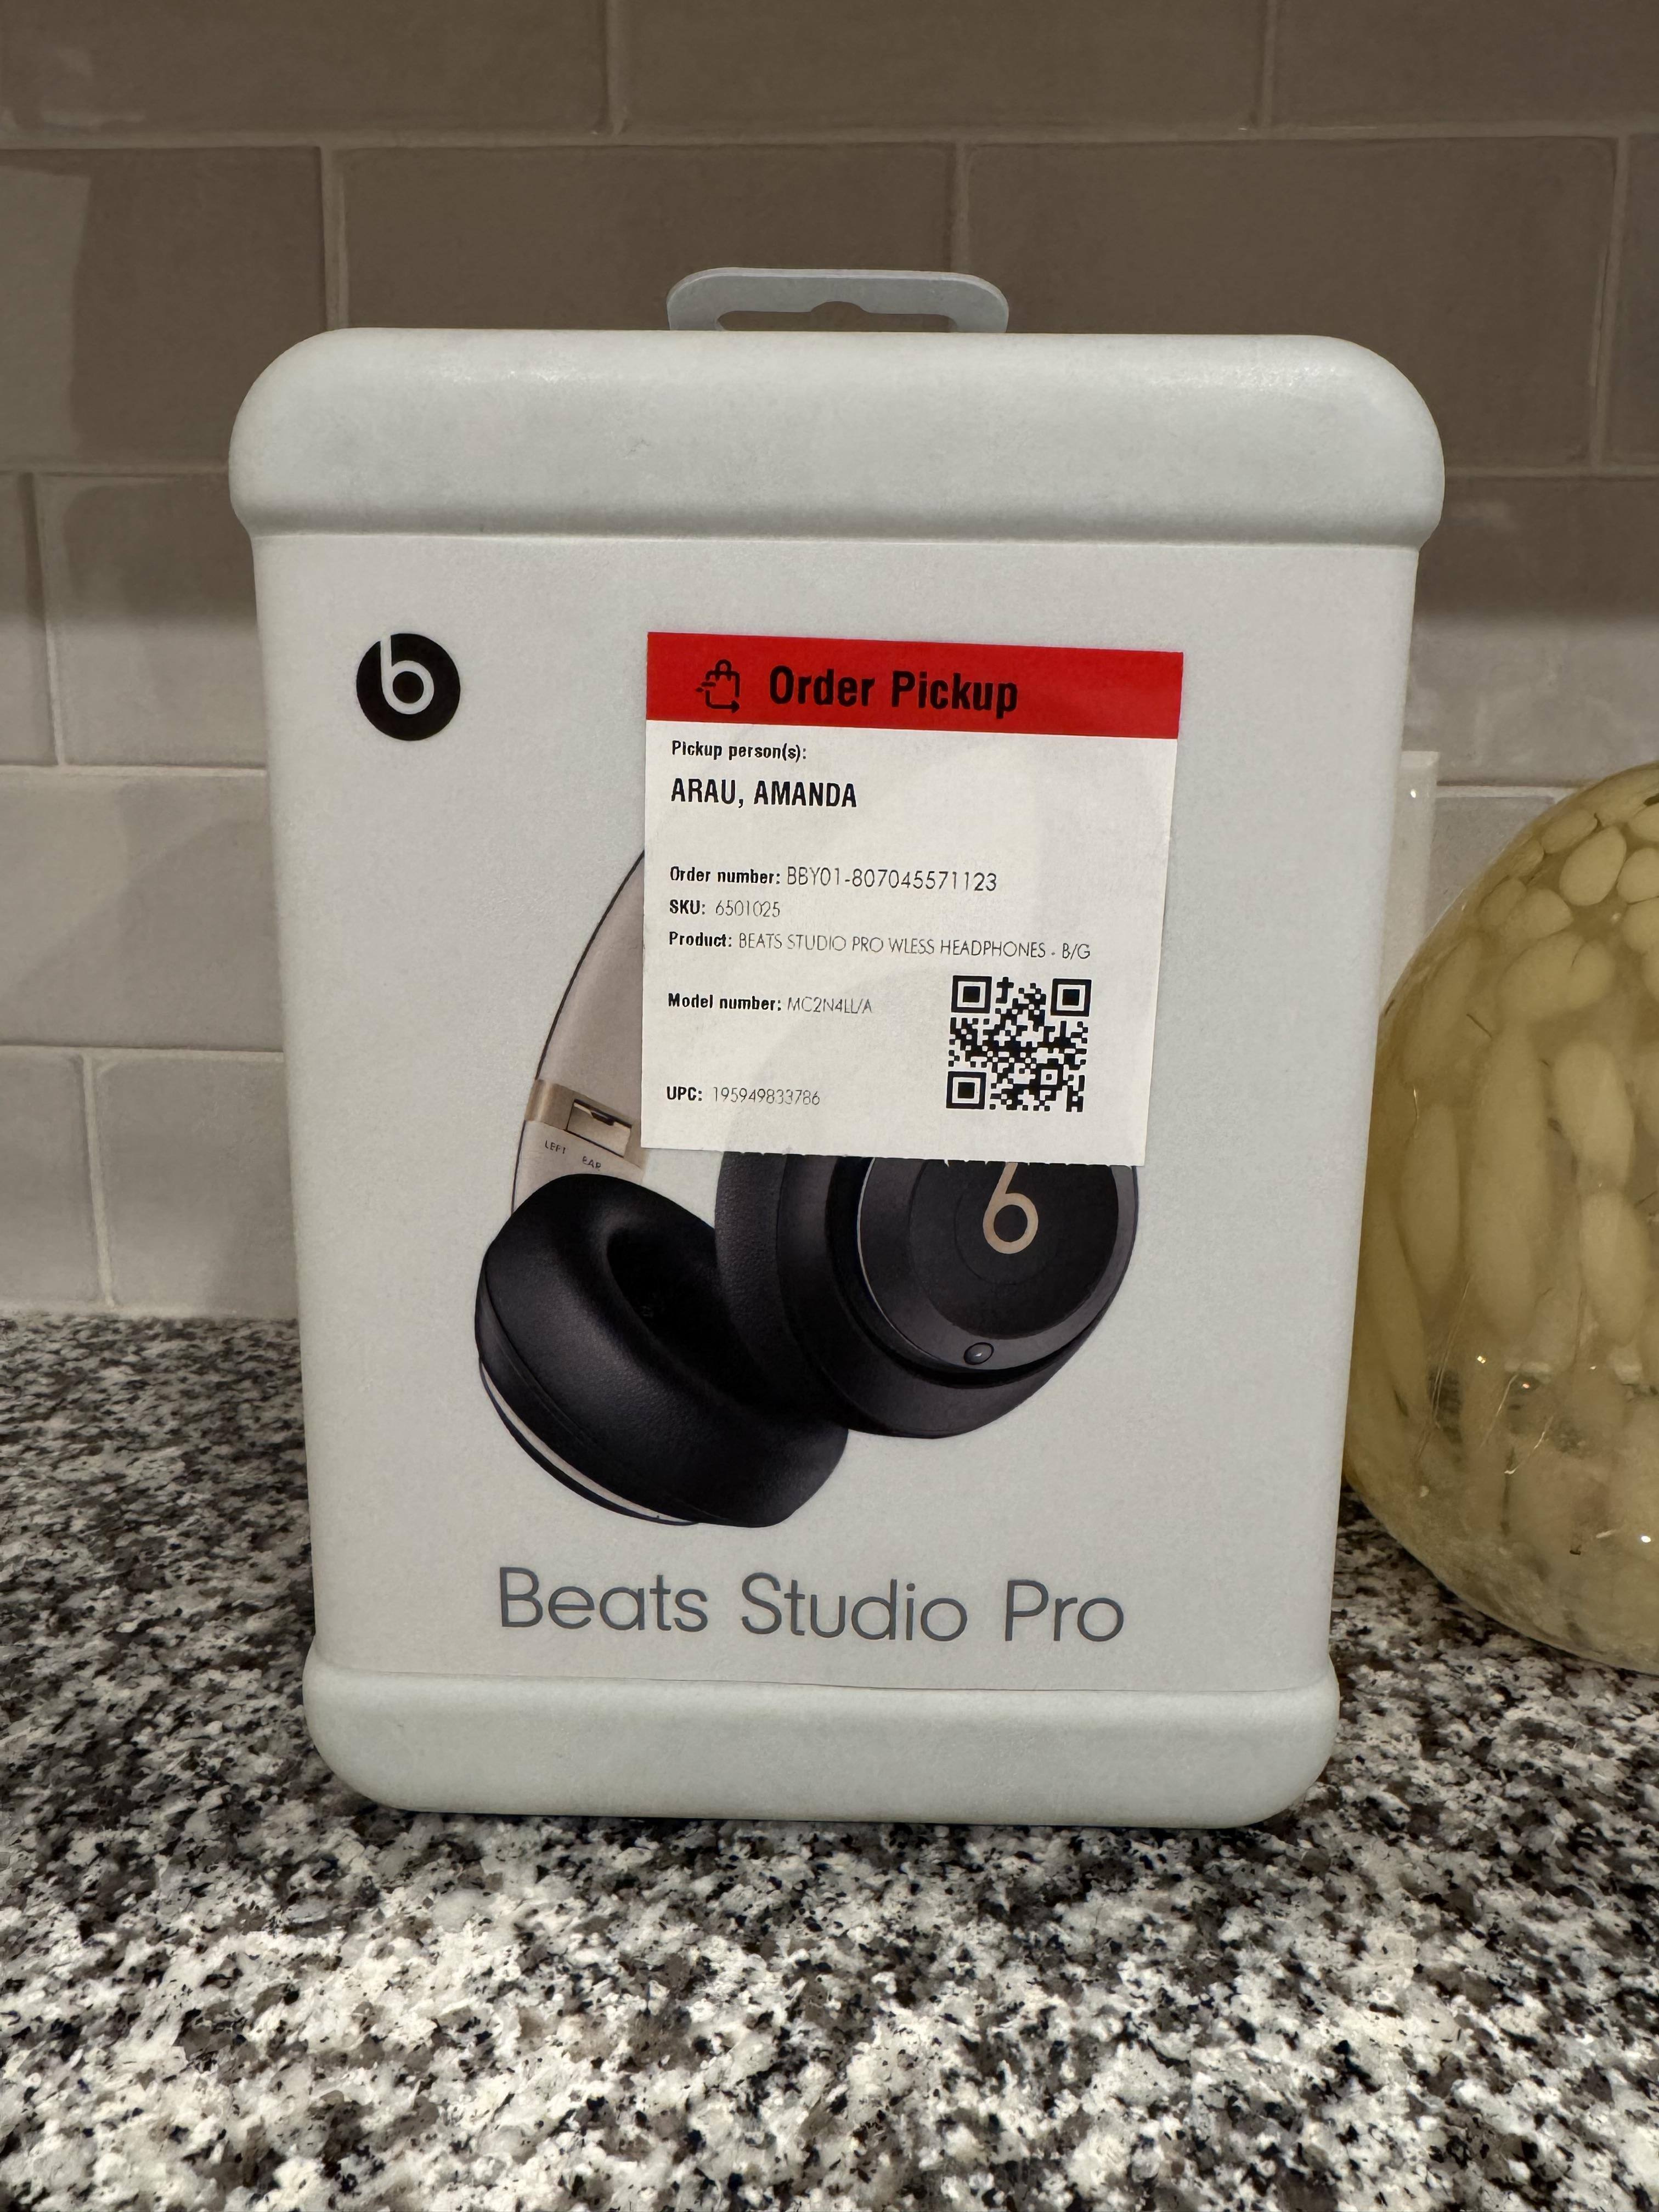 b
Order Pickup
Pickup person(s):
ARAU, AMANDA
Order number: BBY01-807045571123
SKU: 6501025
Product: BEATS STUDIO PRO WLESS HEADPHONES - B/G
Model number: MC2N4LL/A
UPC: 195949833786
LEFT EAR
b
Beats Studio Pro